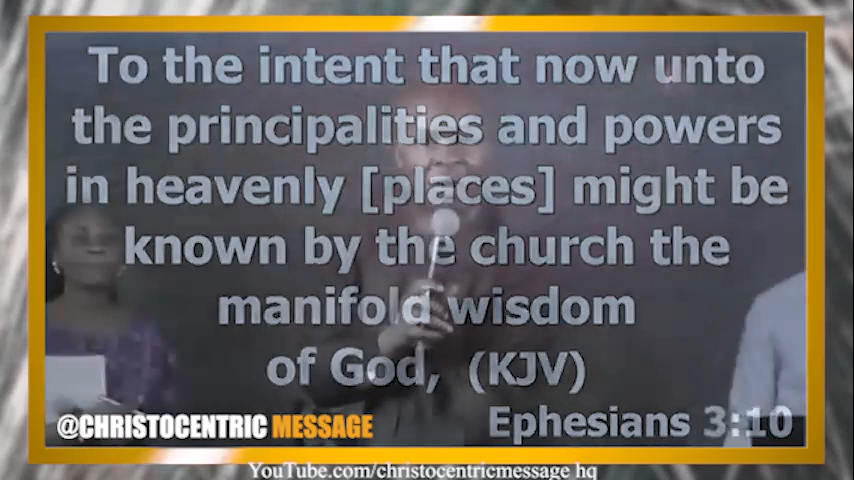 To the intent that now unto
the principalities and powers
in heavenly [places] might be
known by the church the
manifold wisdom
of God, (KJV)
@CHRISTOCENTRIC MESSAGE
Ephesians 3:10
YouTube.com/christocentricmessage hq